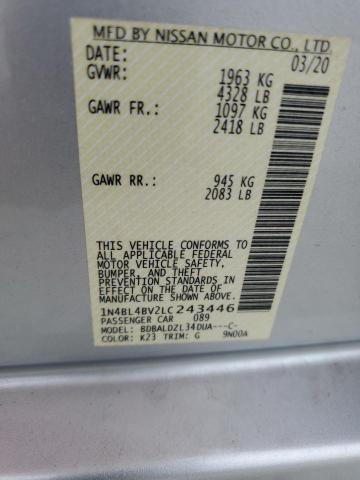 MFD BY NISSAN MOTOR CO., LTD.
DATE: 03/20
GVWR: 1963 KG
4328 LB
GAWR FR.: 1097 KG
2418 LB
GAWR RR.: 945 KG
2083 LB
THIS VEHICLE CONFORMS TO
ALL APPLICABLE FEDERAL
MOTOR VEHICLE SAFETY,
BUMPER, AND THEFT
PREVENTION STANDARDS IN
EFFECT ON THE DATE OF
MANUFACTURE SHOWN ABOVE.
1N4BL4BV2LC243446
PASSENGER CAR 089
MODEL: BDBALDZL34DUA---C-
COLOR: K23 TRIM: G 9N00A